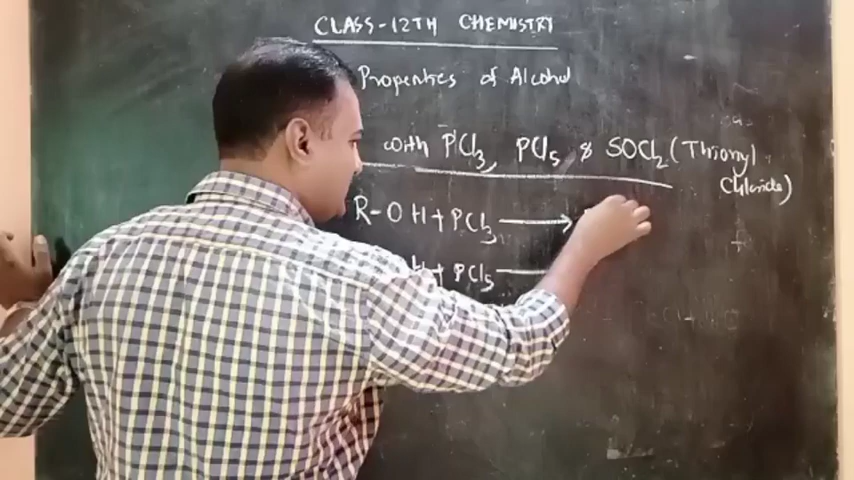 CLASS-12TH CHEMISTRY
Properties of Alcohol
with PCl3, PCl5 & SOCl2 (Thionyl
Chloride)
R-OH + PCl3 →
H + PCl5